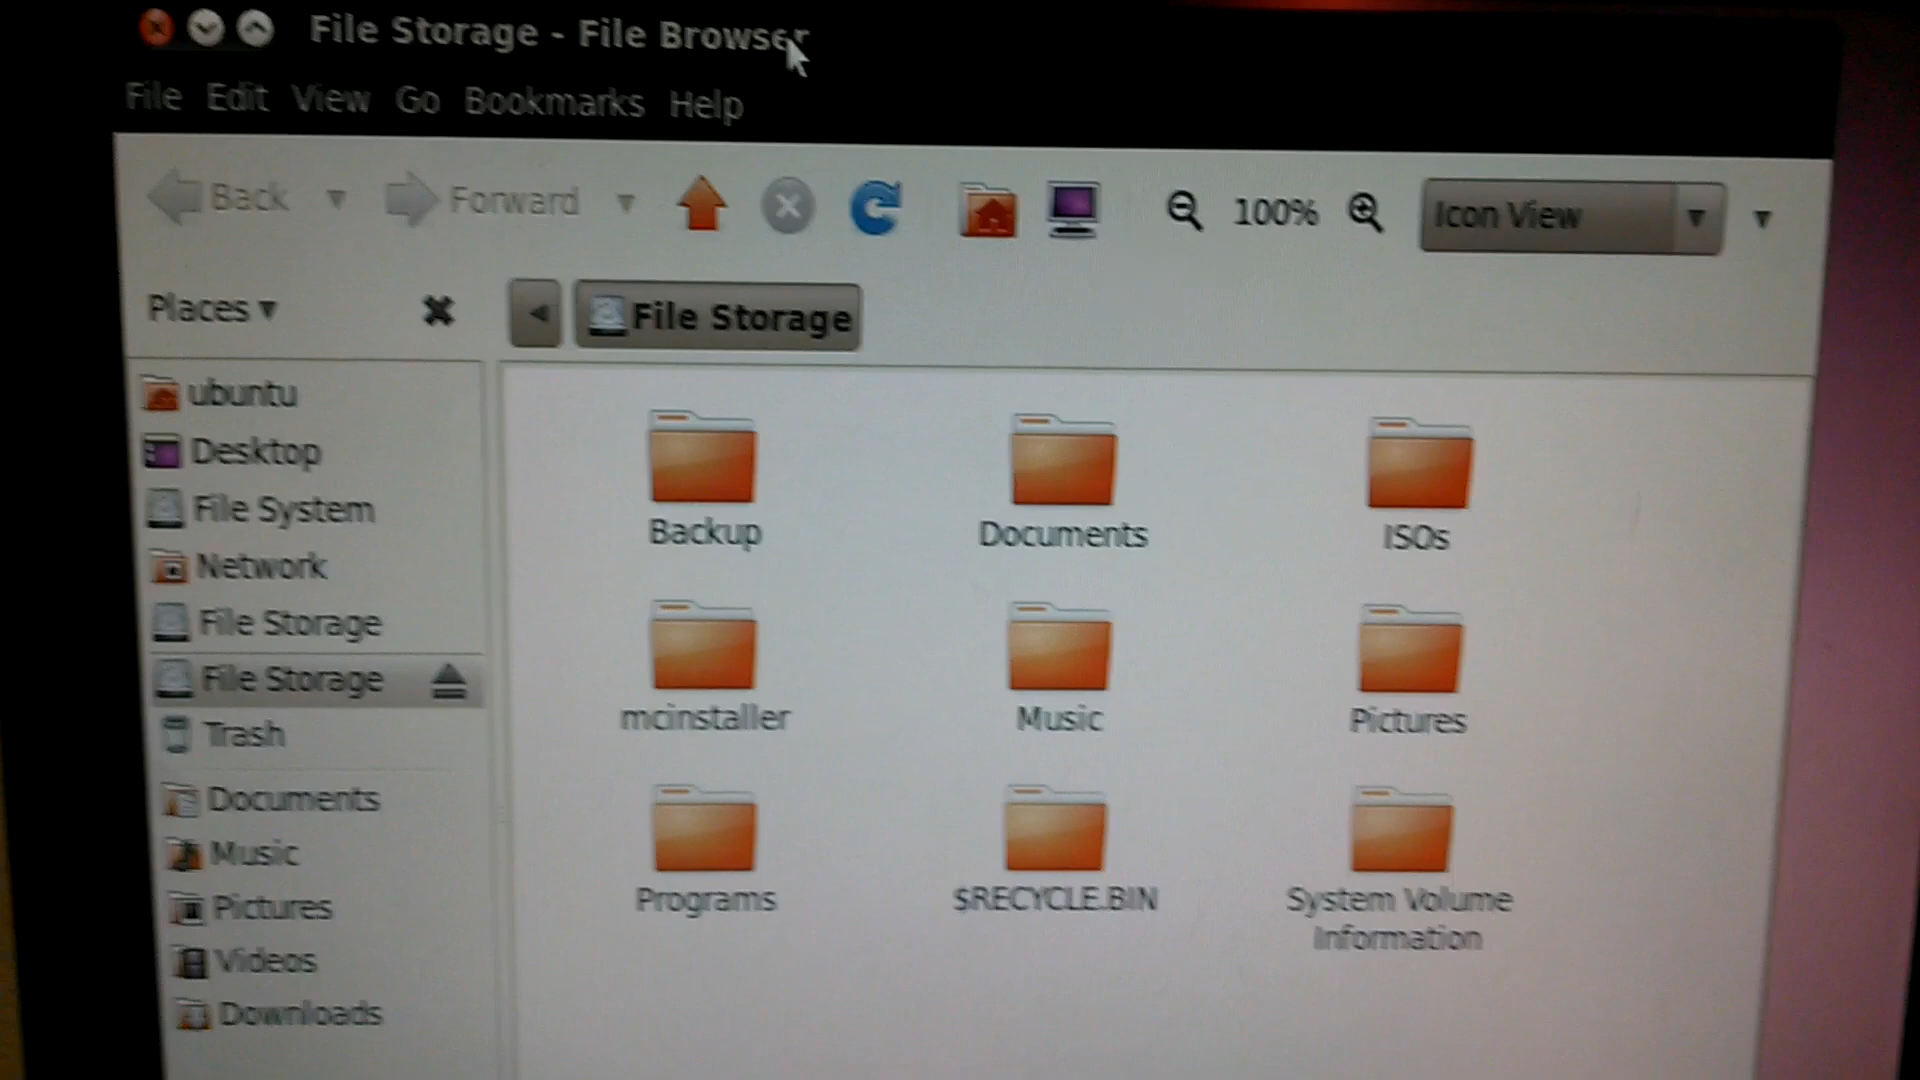 File Storage - File Browser
File Edit View Go Bookmarks Help
Back Forward 100% Icon View
Places File Storage
ubuntu
Desktop
File System
Network
File Storage
File Storage
Trash
Documents
Music
Pictures
Videos
Downloads
Backup Documents ISOs
mcinstaller Music Pictures
Programs $RECYCLE.BIN System Volume
Information